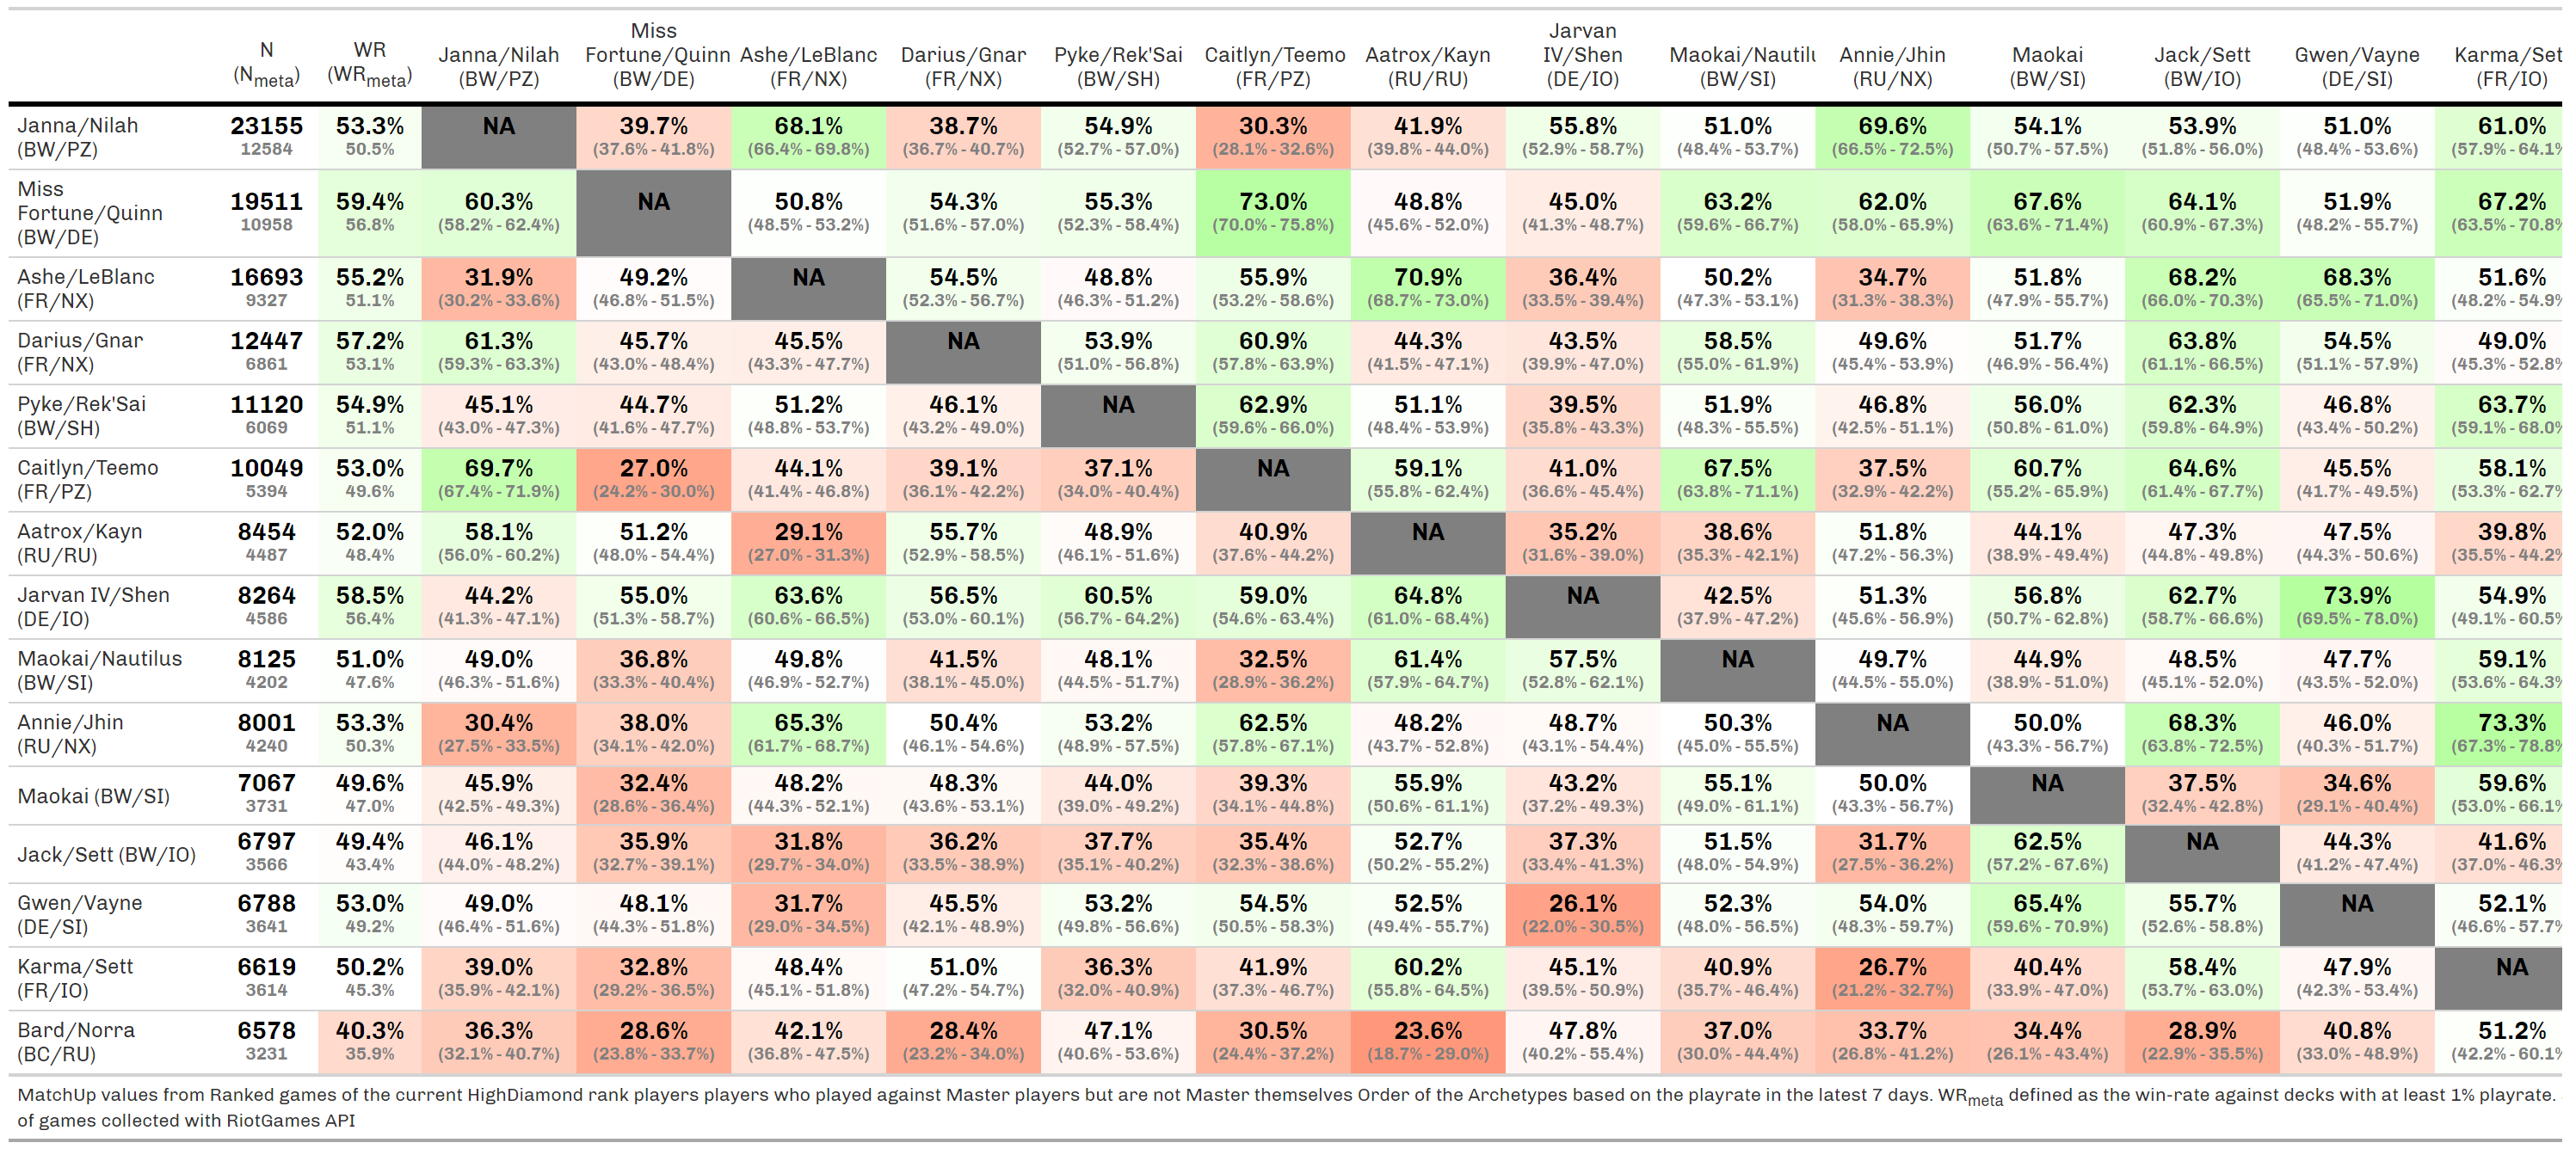 N WR Janna/Nilah Miss Fortune/Quinn Ashe/LeBlanc Darius/Gnar Pyke/Rek'Sai Caitlyn/Teemo Aatrox/Kayn Jarvan IV/Shen Maokai/Nautilu Annie/Jhin Maokai Jack/Sett Gwen/Vayne Karma/Set
(Nmeta) (WRmeta) (BW/PZ) (BW/DE) (FR/NX) (FR/NX) (BW/SH) (FR/PZ) (RU/RU) (DE/IO) (BW/SI) (RU/NX) (BW/SI) (BW/IO) (DE/SI) (FR/IO)
Janna/Nilah 23155 53.3% NA 39.7% 68.1% 38.7% 54.9% 30.3% 41.9% 55.8% 51.0% 69.6% 54.1% 53.9% 51.0% 61.0%
(BW/PZ) 12584 50.5% (37.6% - 41.8%) (66.4% - 69.8%) (36.7% - 40.7%) (52.7% - 57.0%) (28.1% - 32.6%) (39.8% - 44.0%) (52.9% - 58.7%) (48.4% - 53.7%) (66.5% - 72.5%) (50.7% - 57.5%) (51.8% - 56.0%) (48.4% - 53.6%) (57.9% - 64.1%
Miss
Fortune/Quinn 19511 59.4% 60.3% NA 50.8% 54.3% 55.3% 73.0% 48.8% 45.0% 63.2% 62.0% 67.6% 64.1% 51.9% 67.2%
(BW/DE) 10958 56.8% (58.2% - 62.4%) (48.5% - 53.2%) (51.6% - 57.0%) (52.3% - 58.4%) (70.0% - 75.8%) (45.6% - 52.0%) (41.3% - 48.7%) (59.6% - 66.7%) (58.0% - 65.9%) (63.6% - 71.4%) (60.9% - 67.3%) (48.2% - 55.7%) (63.5% - 70.8%
Ashe/LeBlanc 16693 55.2% 31.9% 49.2% NA 54.5% 48.8% 55.9% 70.9% 36.4% 50.2% 34.7% 51.8% 68.2% 68.3% 51.6%
(FR/NX) 9327 51.1% (30.2% - 33.6%) (46.8% - 51.5%) (52.3% - 56.7%) (46.3% - 51.2%) (53.2% - 58.6%) (68.7% - 73.0%) (33.5% - 39.4%) (47.3% - 53.1%) (31.3% - 38.3%) (47.9% - 55.7%) (66.0% - 70.3%) (65.5% - 71.0%) (48.2% - 54.9%
Darius/Gnar 12447 57.2% 61.3% 45.7% 45.5% NA 53.9% 60.9% 44.3% 43.5% 58.5% 49.6% 51.7% 63.8% 54.5% 49.0%
(FR/NX) 6861 53.1% (59.3% - 63.3%) (43.0% - 48.4%) (43.3% - 47.7%) (51.0% - 56.8%) (57.8% - 63.9%) (41.5% - 47.1%) (39.9% - 47.0%) (55.0% - 61.9%) (45.4% - 53.9%) (46.9% - 56.4%) (61.1% - 66.5%) (51.1% - 57.9%) (45.3% - 52.8%
Pyke/Rek'Sai 11120 54.9% 45.1% 44.7% 51.2% 46.1% NA 62.9% 51.1% 39.5% 51.9% 46.8% 56.0% 62.3% 46.8% 63.7%
(BW/SH) 6069 51.1% (43.0% - 47.3%) (41.6% - 47.7%) (48.8% - 53.7%) (43.2% - 49.0%) (59.6% - 66.0%) (48.4% - 53.9%) (35.8% - 43.3%) (48.3% - 55.5%) (42.5% - 51.1%) (50.8% - 61.0%) (59.8% - 64.9%) (43.4% - 50.2%) (59.1% - 68.0%
Caitlyn/Teemo 10049 53.0% 69.7% 27.0% 44.1% 39.1% 37.1% NA 59.1% 41.0% 67.5% 37.5% 60.7% 64.6% 45.5% 58.1%
(FR/PZ) 5394 49.6% (67.4% - 71.9%) (24.2% - 30.0%) (41.4% - 46.8%) (36.1% - 42.2%) (34.0% - 40.4%) (55.8% - 62.4%) (36.6% - 45.4%) (63.8% - 71.1%) (32.9% - 42.2%) (55.2% - 65.9%) (61.4% - 67.7%) (41.7% - 49.5%) (53.3% - 62.7%
Aatrox/Kayn 8454 52.0% 58.1% 51.2% 29.1% 55.7% 48.9% 40.9% NA 35.2% 38.6% 51.8% 44.1% 47.3% 47.5% 39.8%
(RU/RU) 4487 48.4% (56.0% - 60.2%) (48.0% - 54.4%) (27.0% - 31.3%) (52.9% - 58.5%) (46.1% - 51.6%) (37.6% - 44.2%) (31.6% - 39.0%) (35.3% - 42.1%) (47.2% - 56.3%) (38.9% - 49.4%) (44.8% - 49.8%) (44.3% - 50.6%) (35.5% - 44.2%
Jarvan IV/Shen 8264 58.5% 44.2% 55.0% 63.6% 56.5% 60.5% 59.0% 64.8% NA 42.5% 51.3% 56.8% 62.7% 73.9% 54.9%
(DE/IO) 4586 56.4% (41.3% - 47.1%) (51.3% - 58.7%) (60.6% - 66.5%) (53.0% - 60.1%) (56.7% - 64.2%) (54.6% - 63.4%) (61.0% - 68.4%) (37.9% - 47.2%) (45.6% - 56.9%) (50.7% - 62.8%) (58.7% - 66.6%) (69.5% - 78.0%) (49.1% - 60.5%
Maokai/Nautilus 8125 51.0% 49.0% 36.8% 49.8% 41.5% 48.1% 32.5% 61.4% 57.5% NA 49.7% 44.9% 48.5% 47.7% 59.1%
(BW/SI) 4202 47.6% (46.3% - 51.6%) (33.3% - 40.4%) (46.9% - 52.7%) (38.1% - 45.0%) (44.5% - 51.7%) (28.9% - 36.2%) (57.9% - 64.7%) (52.8% - 62.1%) (44.5% - 55.0%) (38.9% - 51.0%) (45.1% - 52.0%) (43.5% - 52.0%) (53.6% - 64.3%
Annie/Jhin 8001 53.3% 30.4% 38.0% 65.3% 50.4% 53.2% 62.5% 48.2% 48.7% 50.3% NA 50.0% 68.3% 46.0% 73.3%
(RU/NX) 4240 50.3% (27.5% - 33.5%) (34.1% - 42.0%) (61.7% - 68.7%) (46.1% - 54.6%) (48.9% - 57.5%) (57.8% - 67.1%) (43.7% - 52.8%) (43.1% - 54.4%) (45.0% - 55.5%) (43.3% - 56.7%) (63.8% - 72.5%) (40.3% - 51.7%) (67.3% - 78.8%
Maokai (BW/SI) 7067 49.6% 45.9% 32.4% 48.2% 48.3% 44.0% 39.3% 55.9% 43.2% 55.1% 50.0% NA 37.5% 34.6% 59.6%
3731 47.0% (42.5% - 49.3%) (28.6% - 36.4%) (44.3% - 52.1%) (43.6% - 53.1%) (39.0% - 49.2%) (34.1% - 44.8%) (50.6% - 61.1%) (37.2% - 49.3%) (49.0% - 61.1%) (43.3% - 56.7%) (32.4% - 42.8%) (29.1% - 40.4%) (53.0% - 66.1%
Jack/Sett (BW/IO) 6797 49.4% 46.1% 35.9% 31.8% 36.2% 37.7% 35.4% 52.7% 37.3% 51.5% 31.7% 62.5% NA 44.3% 41.6%
3566 43.4% (44.0% - 48.2%) (32.7% - 39.1%) (29.7% - 34.0%) (33.5% - 38.9%) (35.1% - 40.2%) (32.3% - 38.6%) (50.2% - 55.2%) (33.4% - 41.3%) (48.0% - 54.9%) (27.5% - 36.2%) (57.2% - 67.6%) (41.2% - 47.4%) (37.0% - 46.3%
Gwen/Vayne 6788 53.0% 49.0% 48.1% 31.7% 45.5% 53.2% 54.5% 52.5% 26.1% 52.3% 54.0% 65.4% 55.7% NA 52.1%
(DE/SI) 3641 49.2% (46.4% - 51.6%) (44.3% - 51.8%) (29.0% - 34.5%) (42.1% - 48.9%) (49.8% - 56.6%) (50.5% - 58.3%) (49.4% - 55.7%) (22.0% - 30.5%) (48.0% - 56.5%) (48.3% - 59.7%) (59.6% - 70.9%) (52.6% - 58.8%) (46.6% - 57.7%
Karma/Sett 6619 50.2% 39.0% 32.8% 48.4% 51.0% 36.3% 41.9% 60.2% 45.1% 40.9% 26.7% 40.4% 58.4% 47.9% NA
(FR/IO) 3614 45.3% (35.9% - 42.1%) (29.2% - 36.5%) (45.1% - 51.8%) (47.2% - 54.7%) (32.0% - 40.9%) (37.3% - 46.7%) (55.8% - 64.5%) (39.5% - 50.9%) (35.7% - 46.4%) (21.2% - 32.7%) (33.9% - 47.0%) (53.7% - 63.0%) (42.3% - 53.4%)
Bard/Norra 6578 40.3% 36.3% 28.6% 42.1% 28.4% 47.1% 30.5% 23.6% 47.8% 37.0% 33.7% 34.4% 28.9% 40.8% 51.2%
(BC/RU) 3231 35.9% (32.1% - 40.7%) (23.8% - 33.7%) (36.8% - 47.5%) (23.2% - 34.0%) (40.6% - 53.6%) (24.4% - 37.2%) (18.7% - 29.0%) (40.2% - 55.4%) (30.0% - 44.4%) (26.8% - 41.2%) (26.1% - 43.4%) (22.9% - 35.5%) (33.0% - 48.9%) (42.2% - 60.1%
MatchUp values from Ranked games of the current HighDiamond rank players players who played against Master players but are not Master themselves Order of the Archetypes based on the playrate in the latest 7 days. WRmeta defined as the win-rate against decks with at least 1% playrate.
of games collected with RiotGames API